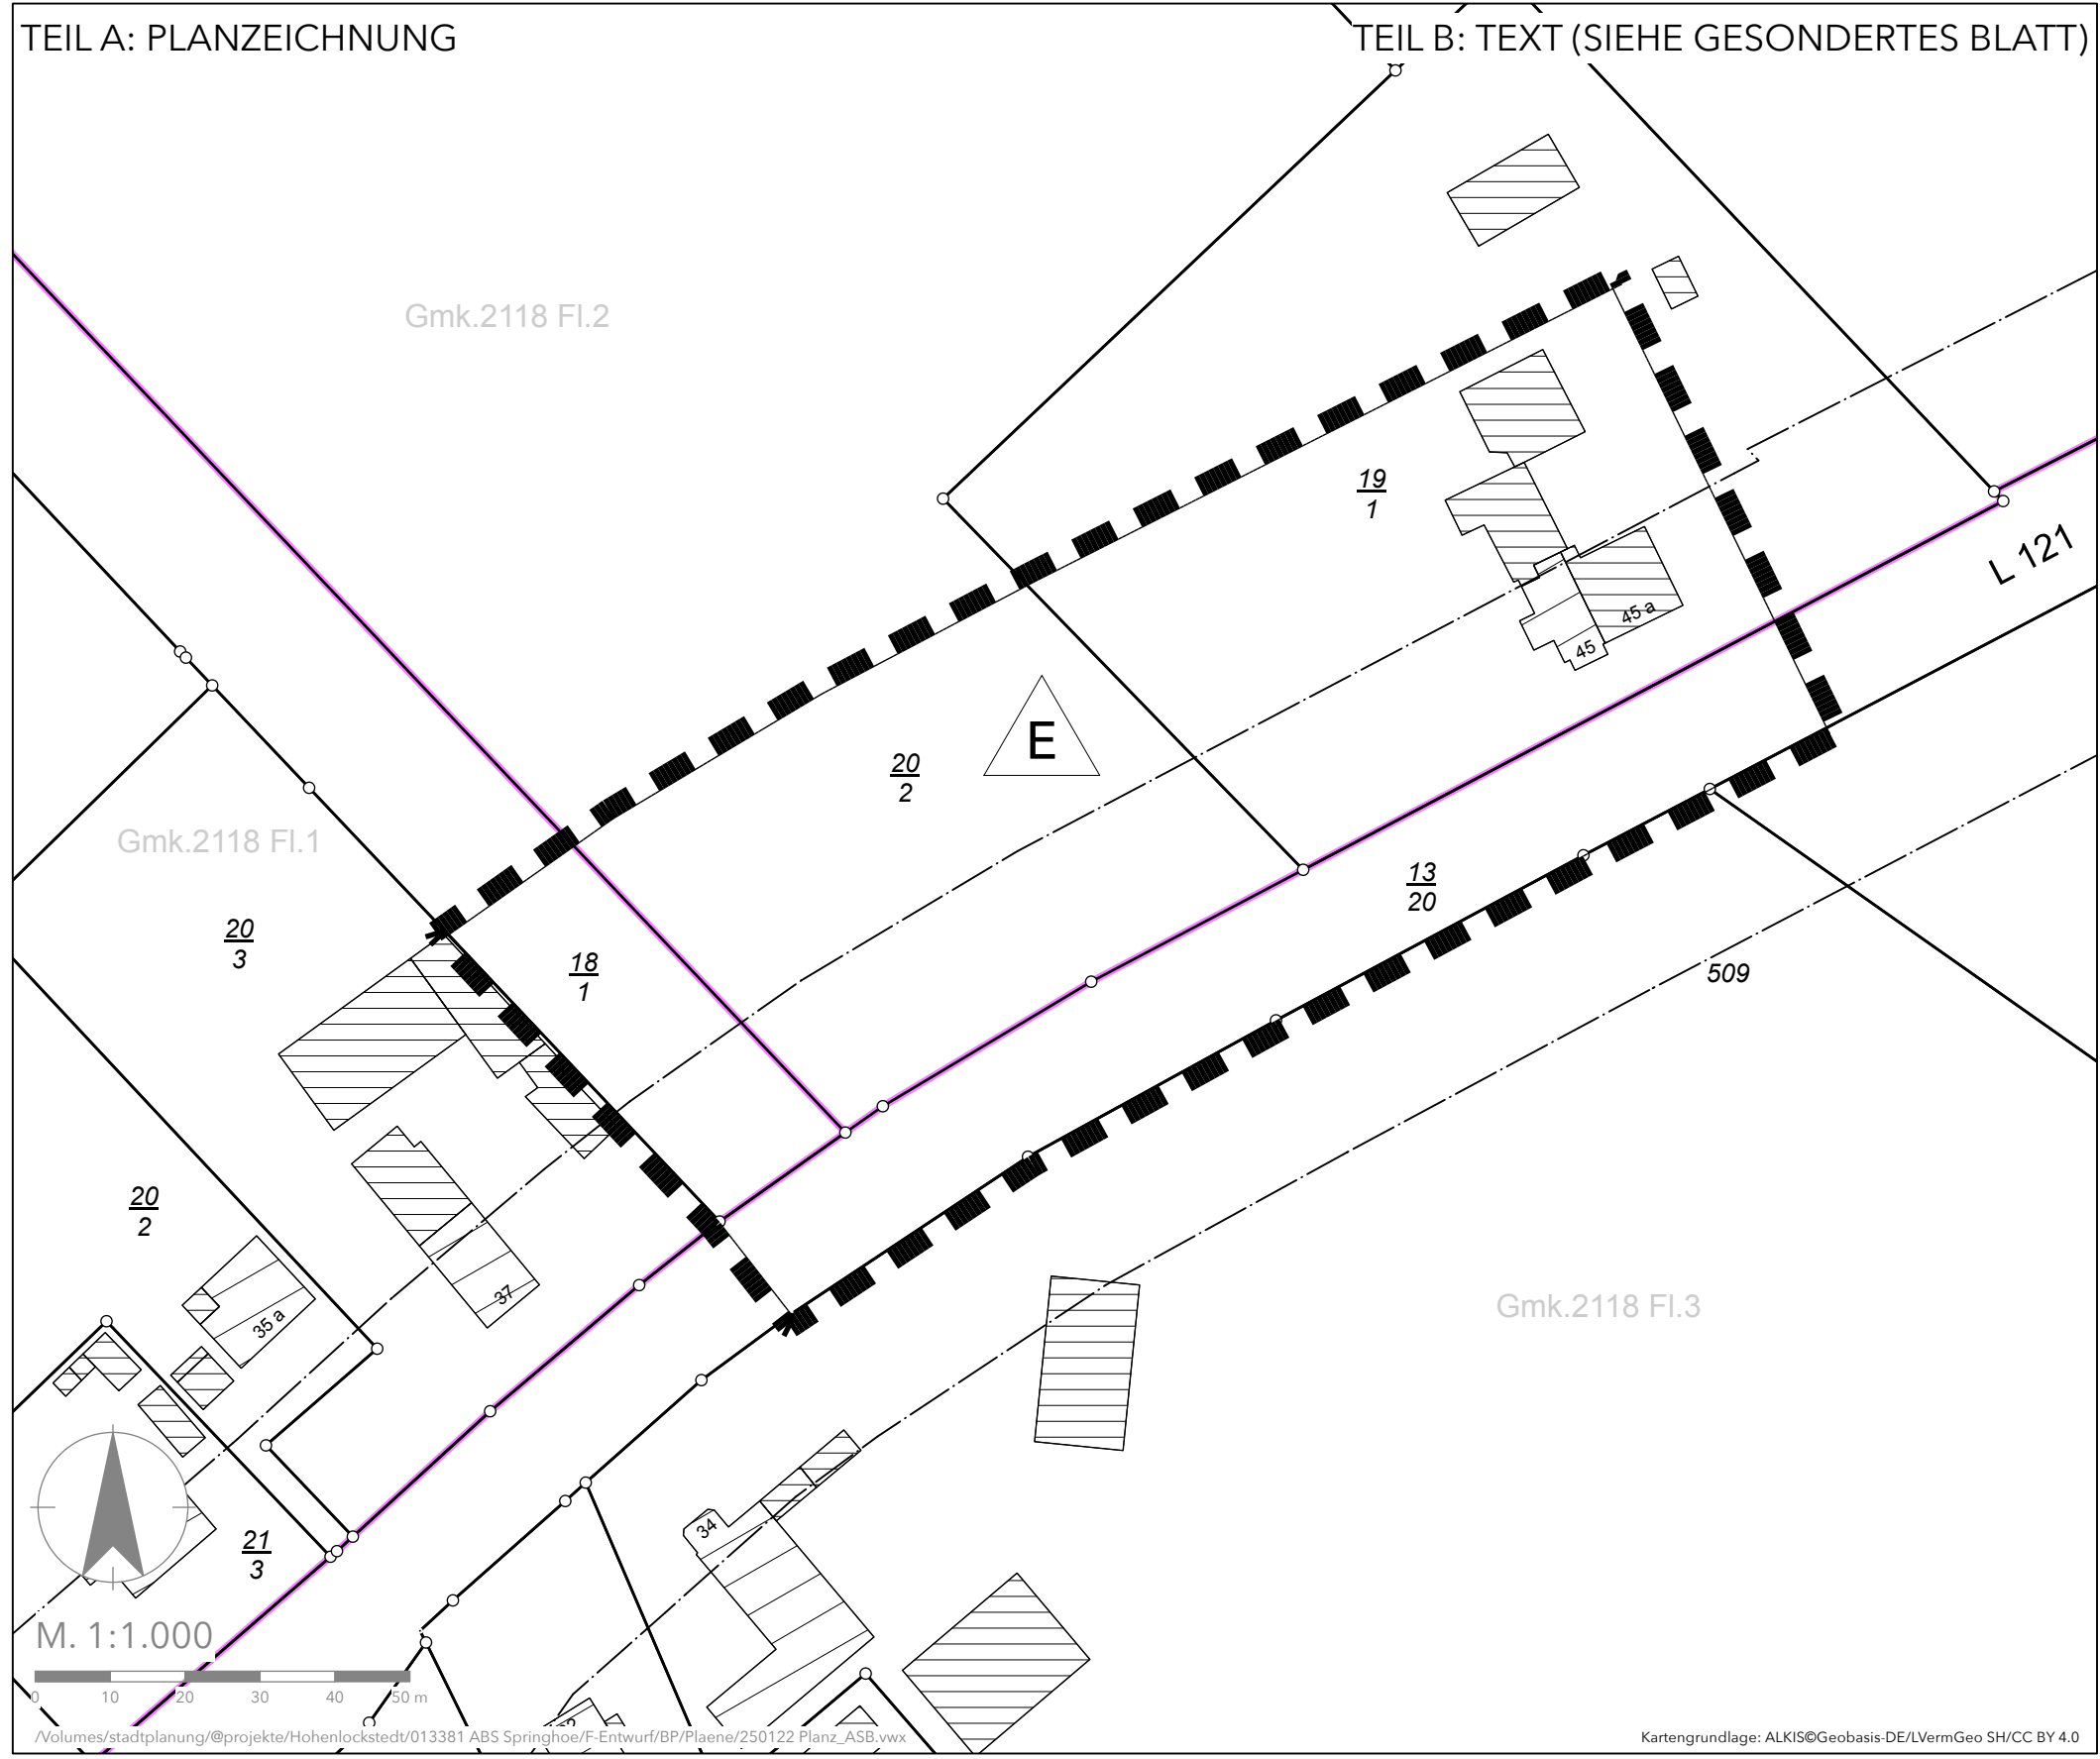 TEIL A: PLANZEICHNUNG
TEIL B: TEXT (SIEHE GESONDERTES BLATT)
Gmk.2118 Fl.2
19
1
L 121
45 a
45
E
20
2
Gmk.2118 Fl.1
13
20
20
3
18
1
509
20
2
37
35 a
Gmk.2118 Fl.3
34
21
3
M. 1:1.000
0 10 20 30 40 50 m
/Volumes/stadtplanung/@projekte/Hohenlockstedt/013381 ABS Springhoe/F-Entwurf/BP/Plaene/250122 Planz_ASB.vwx
Kartengrundlage: ALKIS©Geobasis-DE/LVermGeo SH/CC BY 4.0